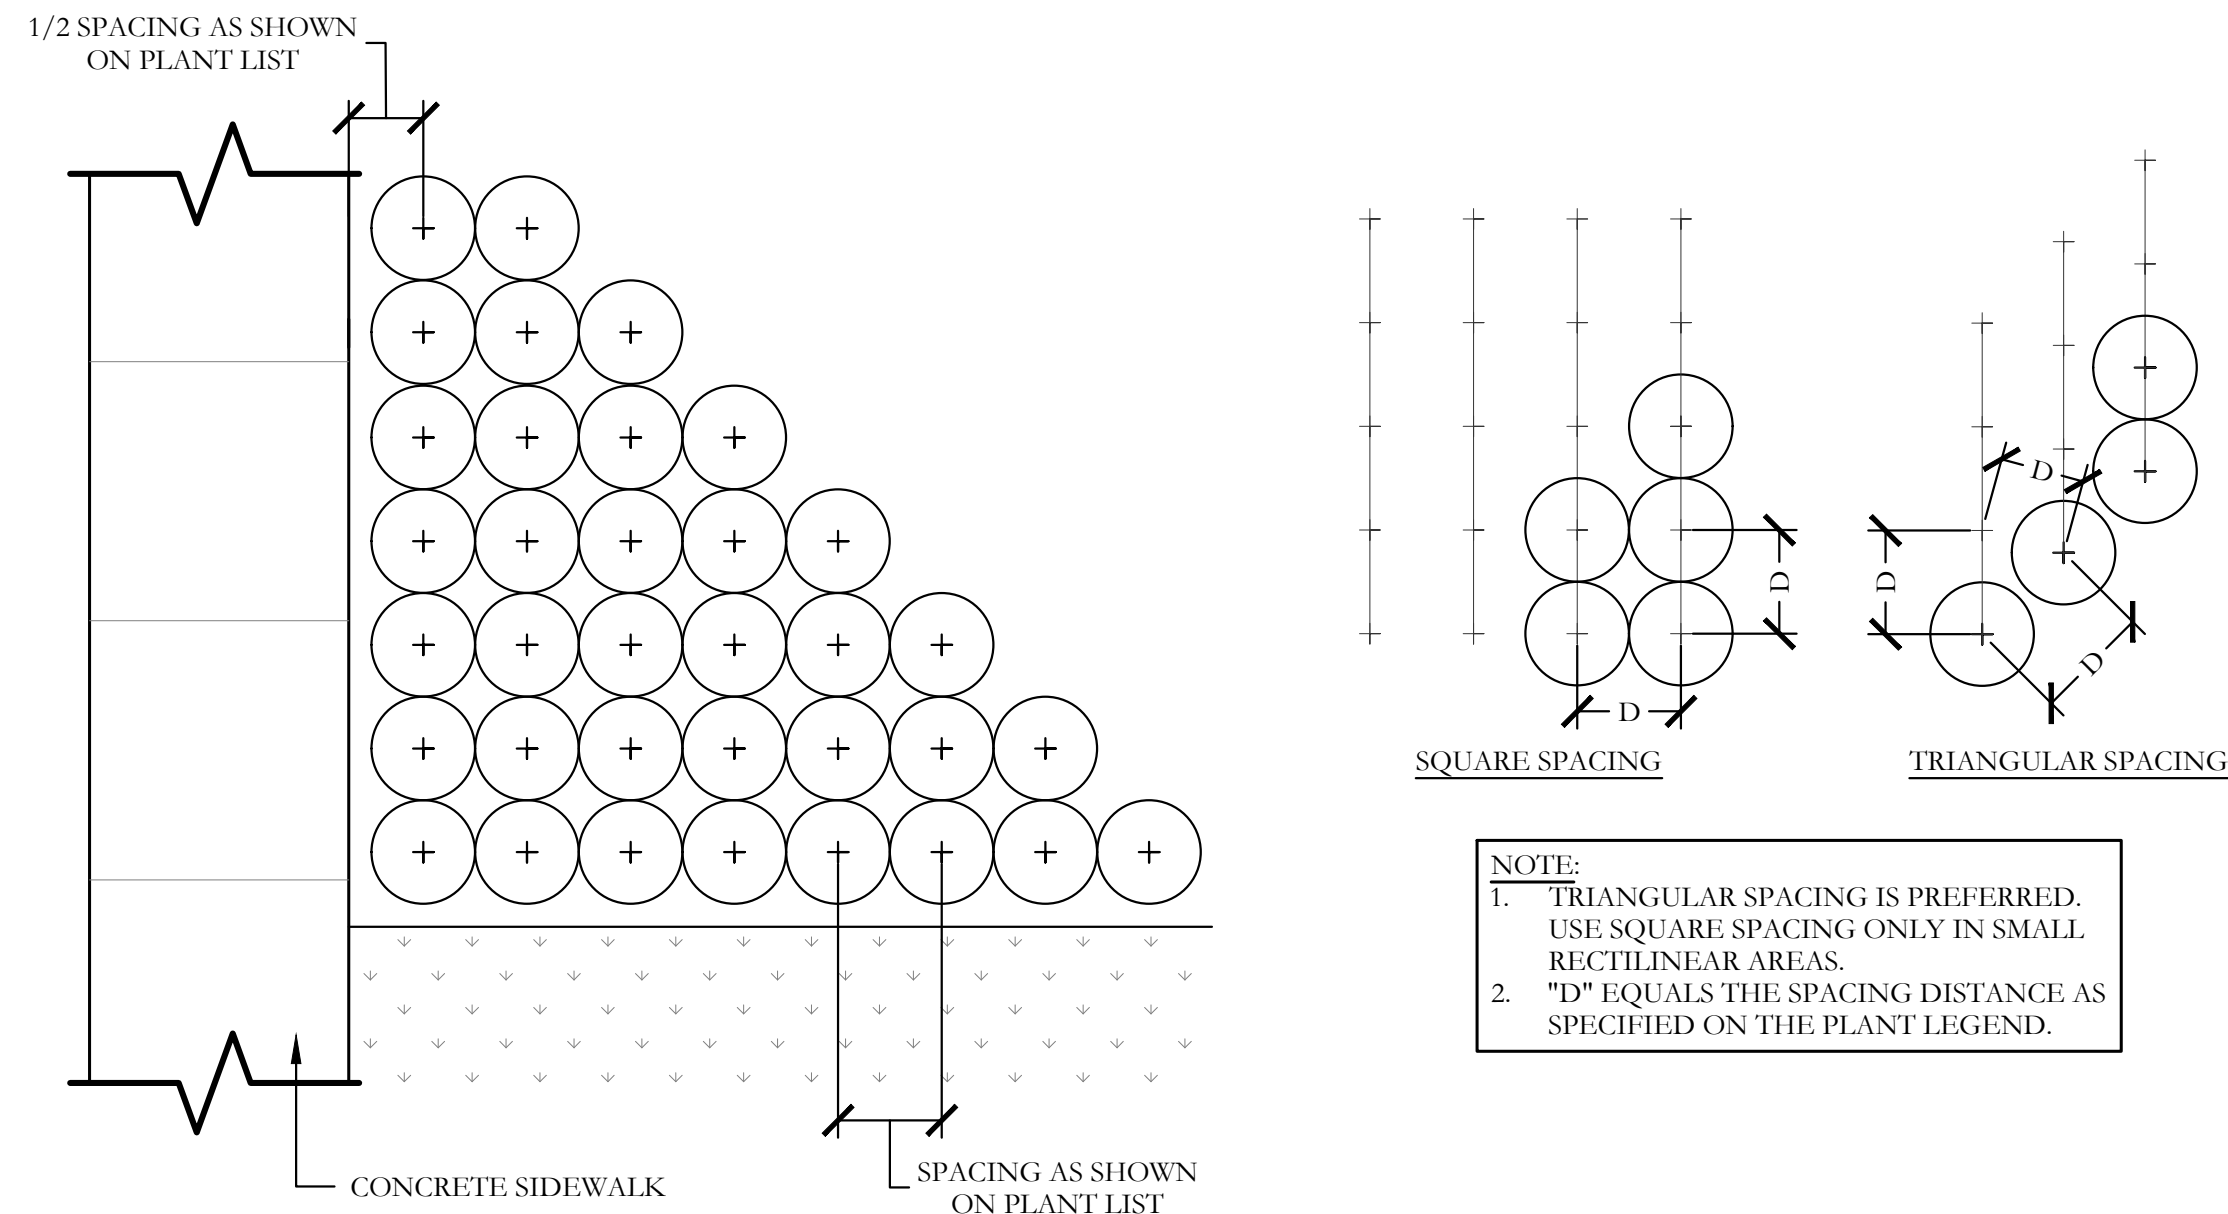 1/2 SPACING AS SHOWN
ON PLANT LIST
D
D
D
D
D
SQUARE SPACING
TRIANGULAR SPACING
NOTE:
1. TRIANGULAR SPACING IS PREFERRED.
USE SQUARE SPACING ONLY IN SMALL
RECTILINEAR AREAS.
2. "D" EQUALS THE SPACING DISTANCE AS
SPECIFIED ON THE PLANT LEGEND.
CONCRETE SIDEWALK
SPACING AS SHOWN
ON PLANT LIST